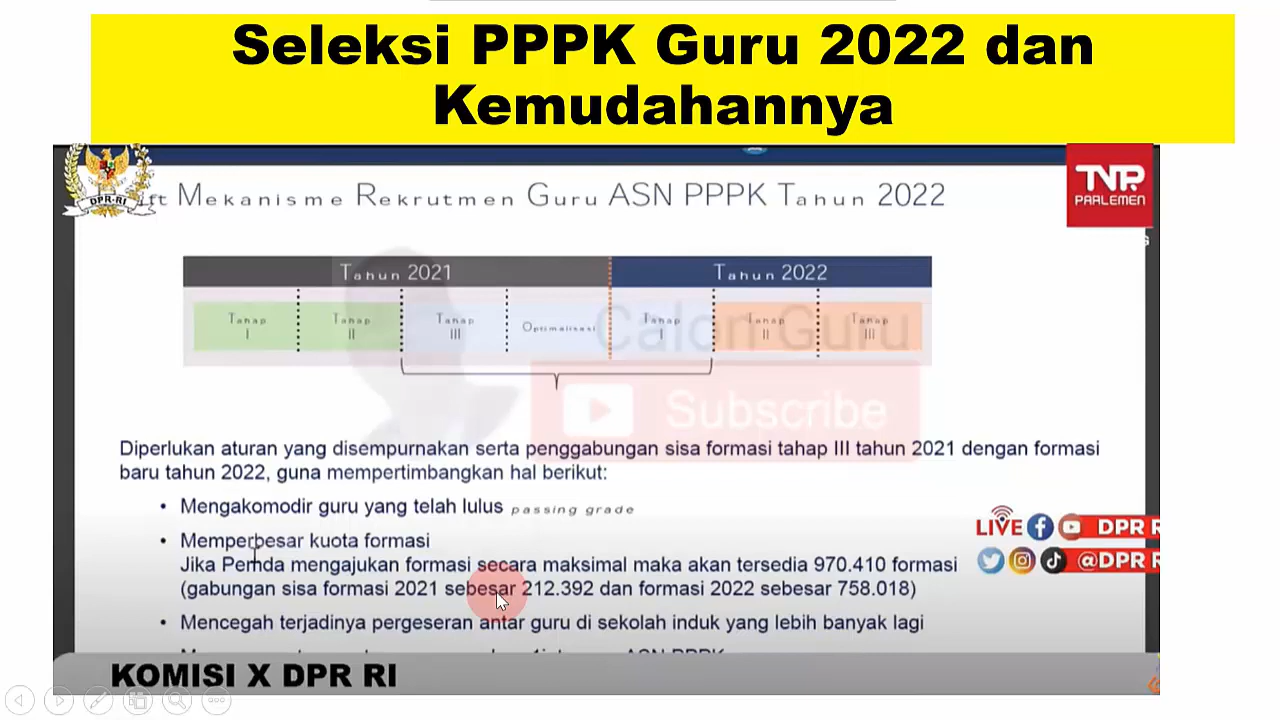 Seleksi PPPK Guru 2022 dan
Kemudahannya
DPR-RI
Mekanisme Rekrutmen Guru ASN PPPK Tahun 2022
TVR
PARLEMEN
Tahun 2021
Tahun 2022
Tahap I
Tahap II
Tahap III
Optimalisasi
Tahap I
Tahap II
Tahap III
Calon Guru
Subscribe
Diperlukan aturan yang disempurnakan serta penggabungan sisa formasi tahap III tahun 2021 dengan formasi
baru tahun 2022, guna mempertimbangkan hal berikut:
• Mengakomodir guru yang telah lulus passing grade
• Memperbesar kuota formasi
Jika Pemda mengajukan formasi secara maksimal maka akan tersedia 970.410 formasi
(gabungan sisa formasi 2021 sebesar 212.392 dan formasi 2022 sebesar 758.018)
• Mencegah terjadinya pergeseran antar guru di sekolah induk yang lebih banyak lagi
ASN PPPK
LIVE DPR R
@DPR R
KOMISI X DPR RI